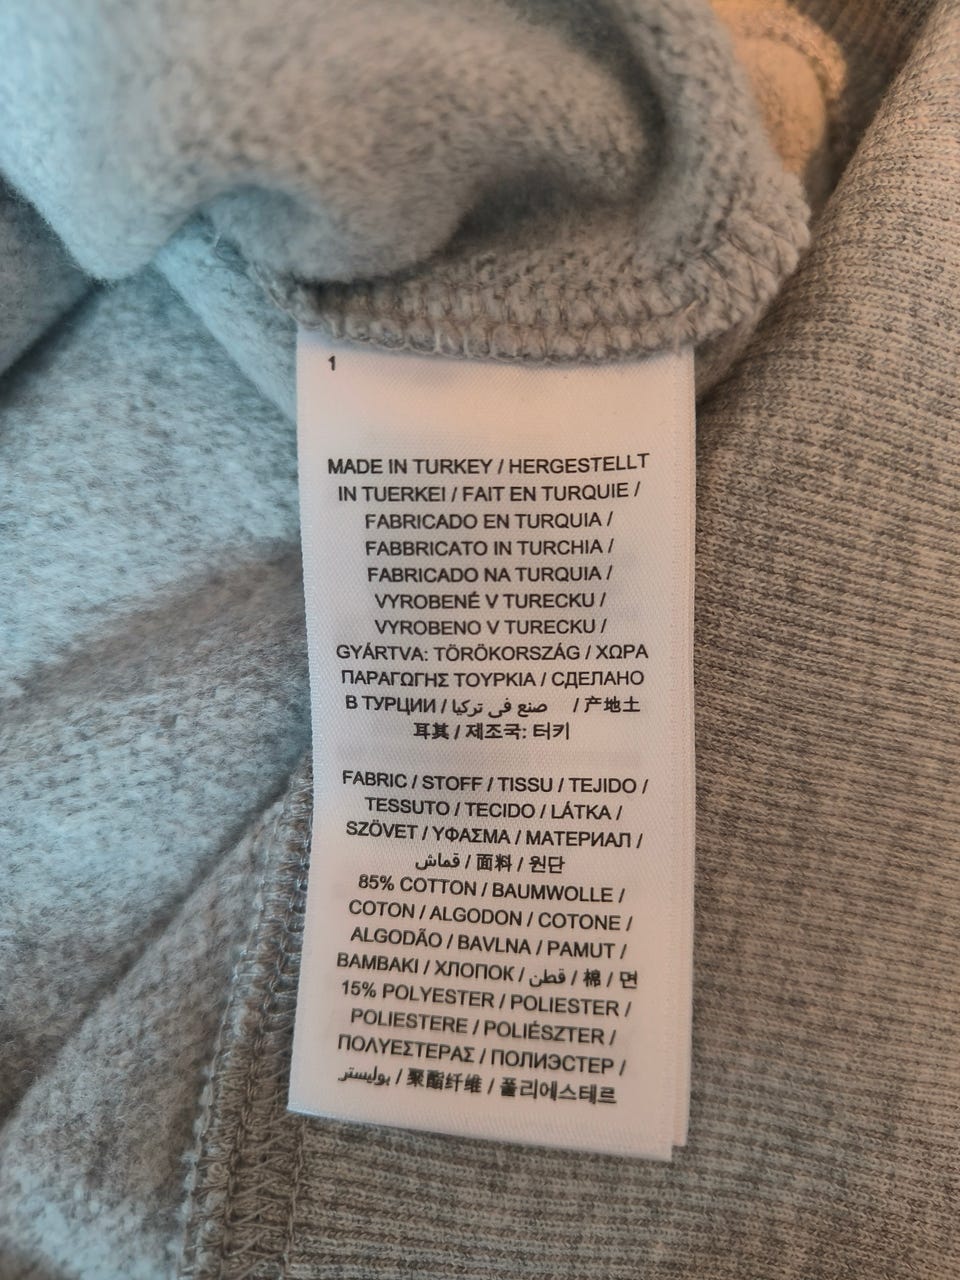 1
MADE IN TURKEY / HERGESTELLT
IN TUERKEI / FAIT EN TURQUIE /
FABRICADO EN TURQUIA /
FABBRICATO IN TURCHIA /
FABRICADO NA TURQUIA /
VYROBENÉ V TURECKU /
VYROBENO V TURECKU /
GYÁRTVA: TÖRÖKORSZÁG / ΧΩΡΑ
ΠΑΡΑΓΩΓΗΣ ΤΟΥΡΚΙΑ / СДЕЛАНО
В ТУРЦИИ / صنع في تركيا / 产地土
耳其 / 제조국: 터키
FABRIC / STOFF / TISSU / TEJIDO /
TESSUTO / TECIDO / LÁTKA /
SZÖVET / ΥΦΑΣΜΑ / МАТЕРИАЛ /
قماش / 面料 / 원단
85% COTTON / BAUMWOLLE /
COTON / ALGODON / COTONE /
ALGODÃO / BAVLNA / PAMUT /
ΒΑΜΒΑΚΙ / ХЛОПОК / قطن / 棉 / 면
15% POLYESTER / POLIESTER /
POLIESTERE / POLIÉSZTER /
ΠΟΛΥΕΣΤΕΡΑΣ / ПОЛИЭСТЕР /
بوليستر / 聚酯纤维 / 폴리에스테르